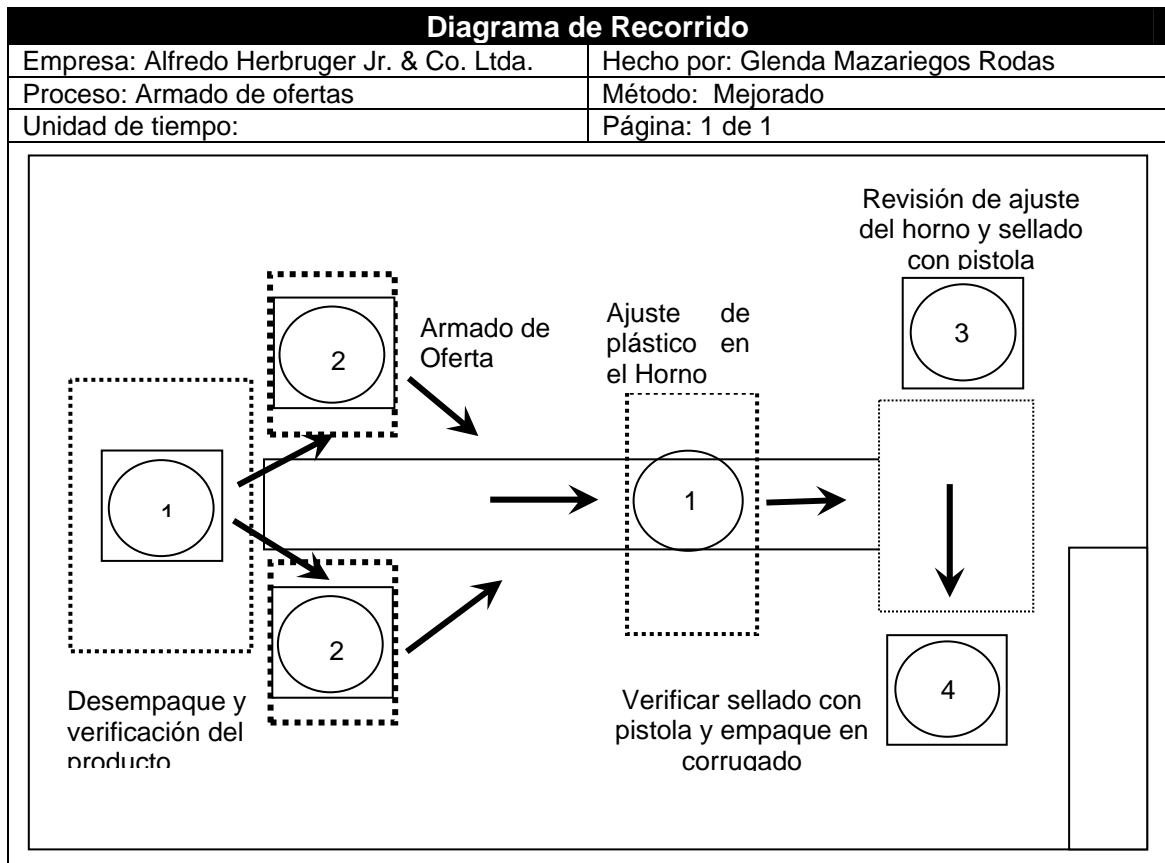 Diagrama de Recorrido
Empresa: Alfredo Herbruger Jr. & Co. Ltda.
Hecho por: Glenda Mazariegos Rodas
Proceso: Armado de ofertas
Método: Mejorado
Unidad de tiempo:
Página: 1 de 1
Revisión de ajuste
del horno y sellado
con pistola
3
2
Armado de
Oferta
Ajuste de
plástico en
el Horno
1
1
2
Desempaque y
verificación del
producto
Verificar sellado con
pistola y empaque en
corrugado
4